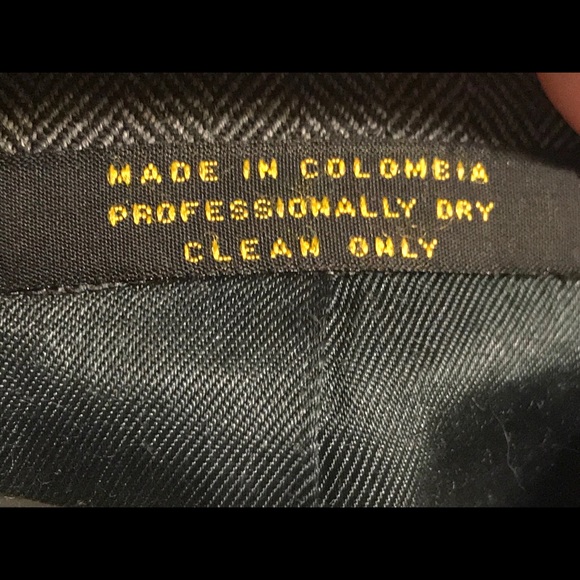 MADE IN COLOMBIA
PROFESSIONALLY DRY
CLEAN ONLY